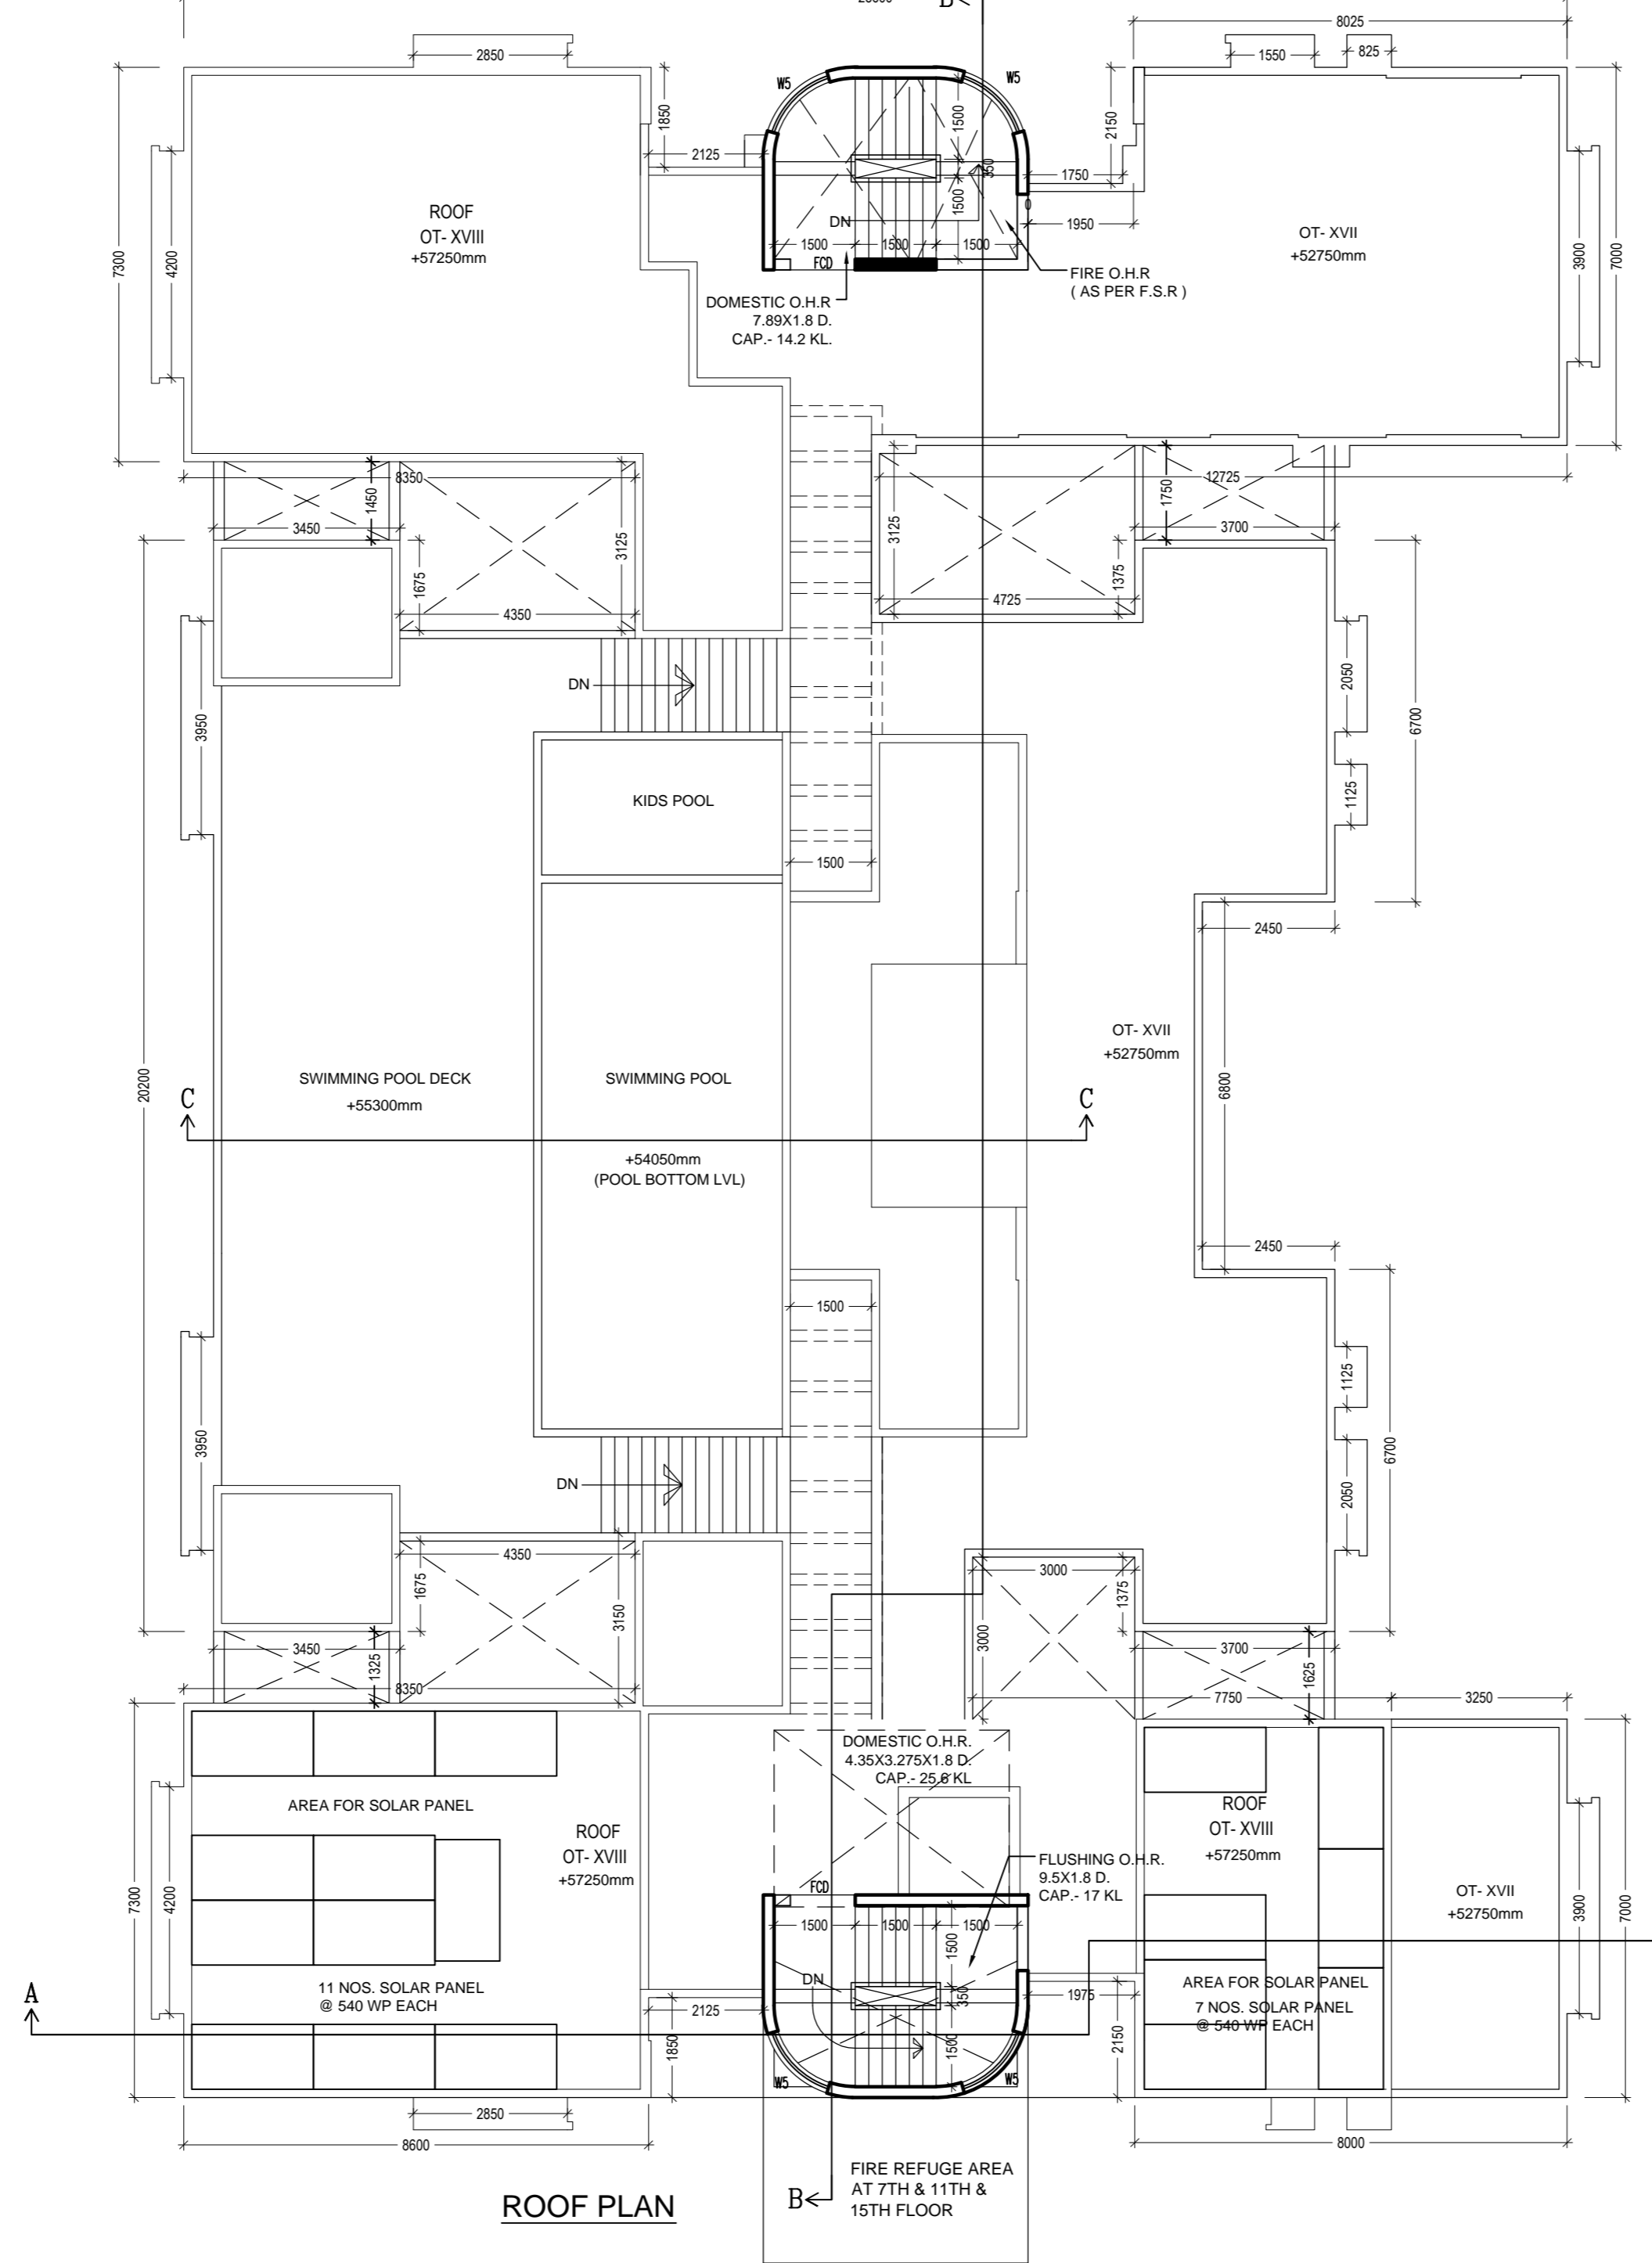 B
8025
2850
1550
825
W5
W5
1850
1500
2150
2125
350
1750
ROOF
OT- XVIII
+57250mm
1500
0
DN
1950
OT- XVII
+52750mm
7300
4200
1500
1500
1500
3900
7000
FCD
FIRE O.H.R
( AS PER F.S.R )
DOMESTIC O.H.R
7.89X1.8 D.
CAP.- 14.2 KL.
8350
12725
1450
1750
3450
3125
3125
3700
1675
1375
4350
4725
DN
2050
6700
3950
KIDS POOL
1125
1500
2450
OT- XVII
+52750mm
SWIMMING POOL DECK
+55300mm
SWIMMING POOL
20200
6800
C
C
+54050mm
(POOL BOTTOM LVL)
2450
1500
1125
3950
6700
DN
2050
4350
3000
1675
1375
3150
3000
3450
1325
3700
1625
8350
7750
3250
DOMESTIC O.H.R.
4.35X3.275X1.8 D.
CAP.- 25.6 KL
AREA FOR SOLAR PANEL
ROOF
OT- XVIII
+57250mm
ROOF
OT- XVIII
+57250mm
FLUSHING O.H.R.
9.5X1.8 D.
CAP.- 17 KL
FCD
OT- XVII
+52750mm
7300
4200
1500
1500
1500
1500
3900
7000
DN
350
1975
11 NOS. SOLAR PANEL
@ 540 WP EACH
AREA FOR SOLAR PANEL
7 NOS. SOLAR PANEL
@ 540 WP EACH
A
2125
1850
1500
2150
W5
W5
2850
8600
8000
FIRE REFUGE AREA
AT 7TH & 11TH &
15TH FLOOR
B
ROOF PLAN